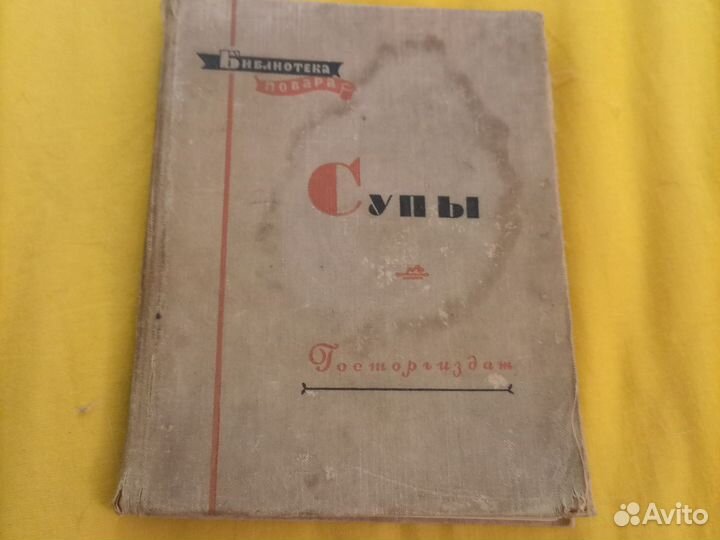 Библиотека
повара
Супы
Госторгиздат
Avito